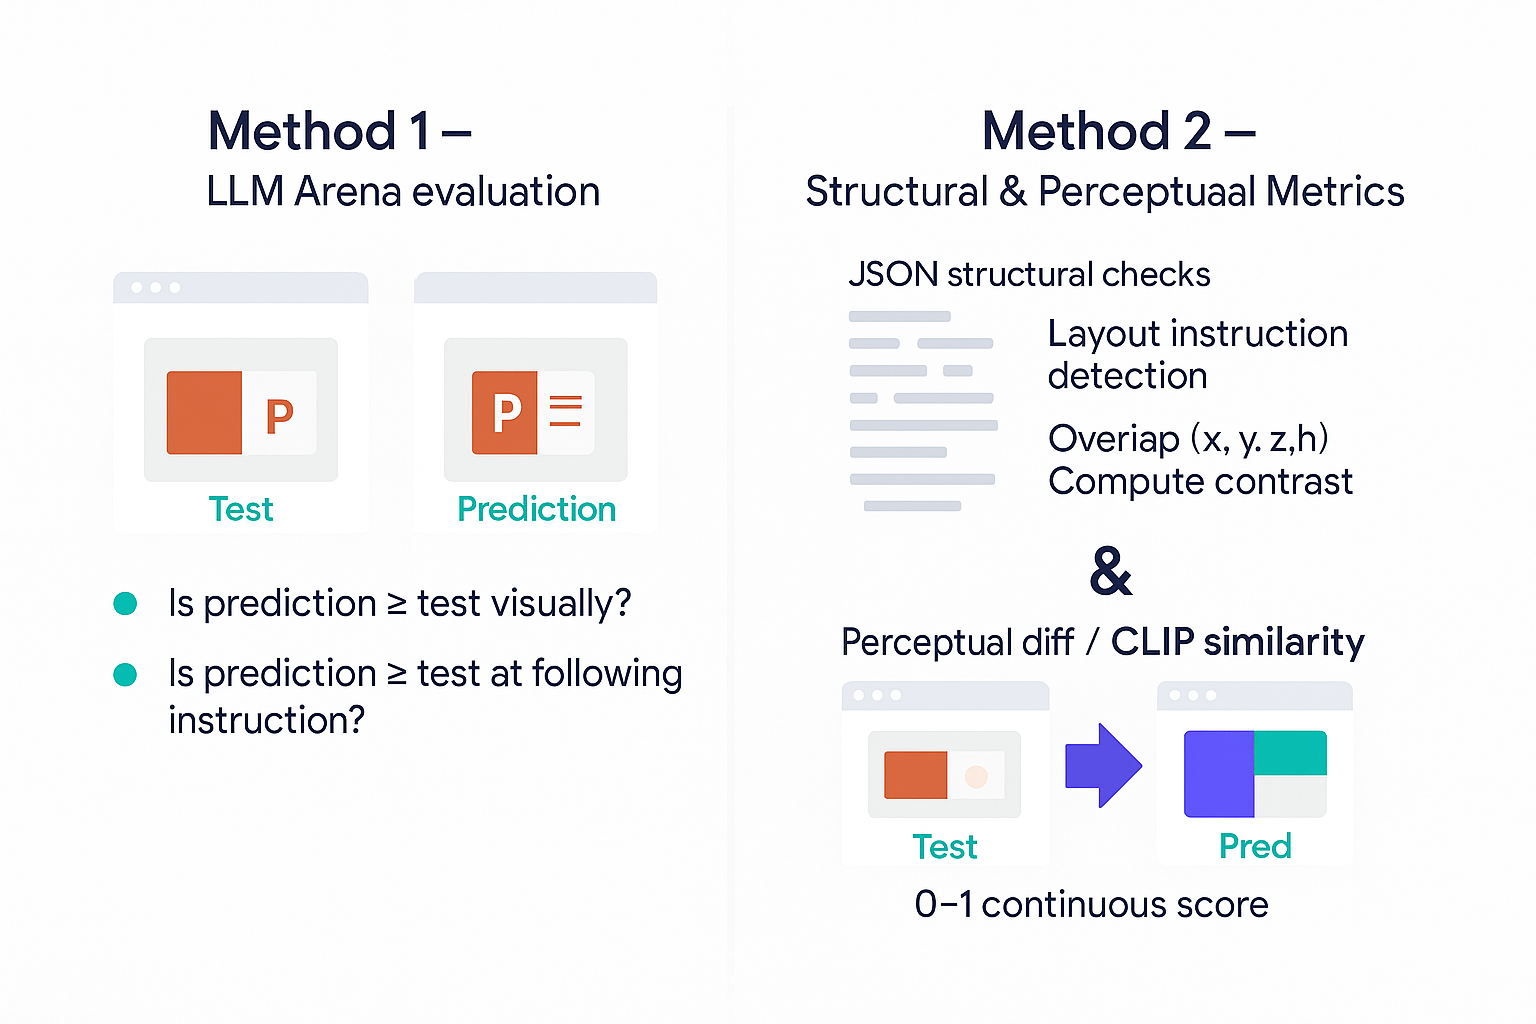 Method 1 –
LLM Arena evaluation
P
Test
P
Prediction
Is prediction ≥ test visually?
Is prediction ≥ test at following
instruction?
Method 2 –
Structural & Perceptuaal Metrics
JSON structural checks
Layout instruction
detection
Overiap (x, y. z,h)
Compute contrast
&
Perceptual diff / CLIP similarity
Test
Pred
0–1 continuous score